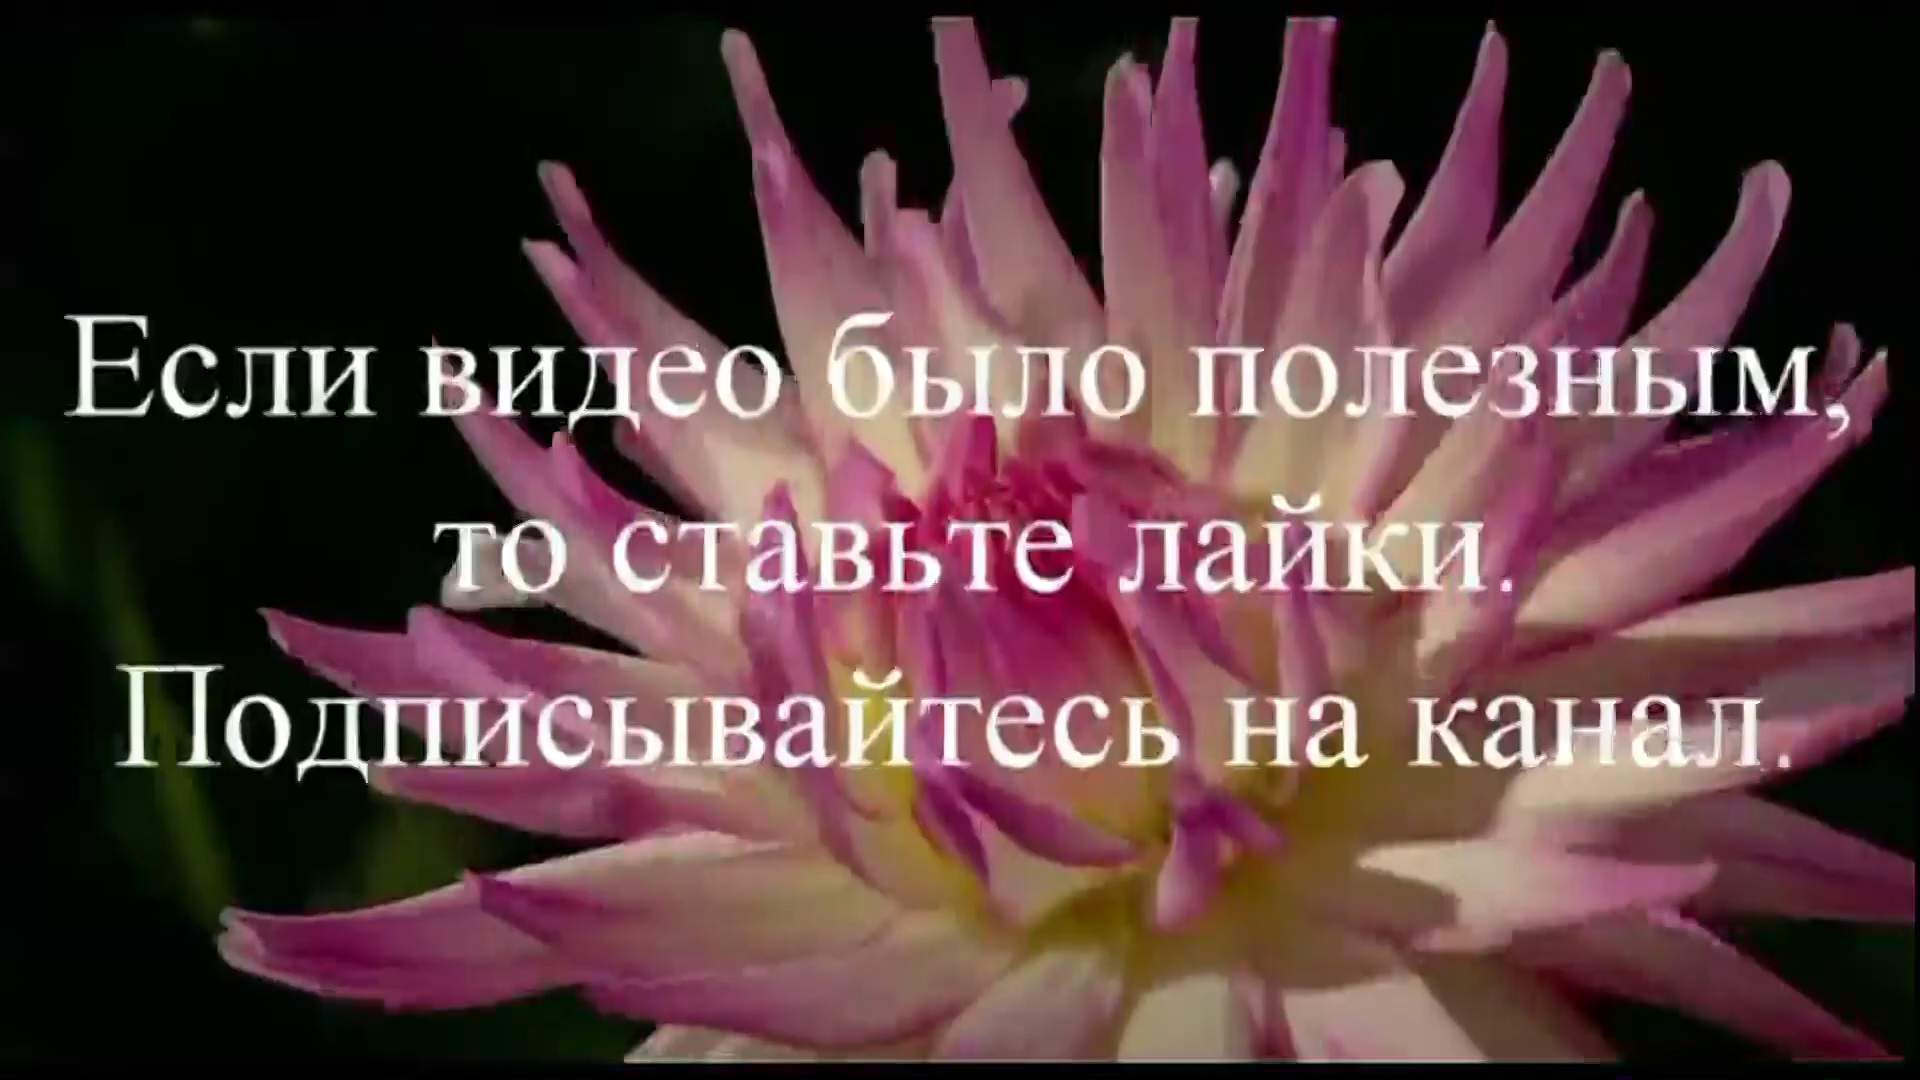 Если видео было полезным,
то ставьте лайки.
Подписывайтесь на канал.